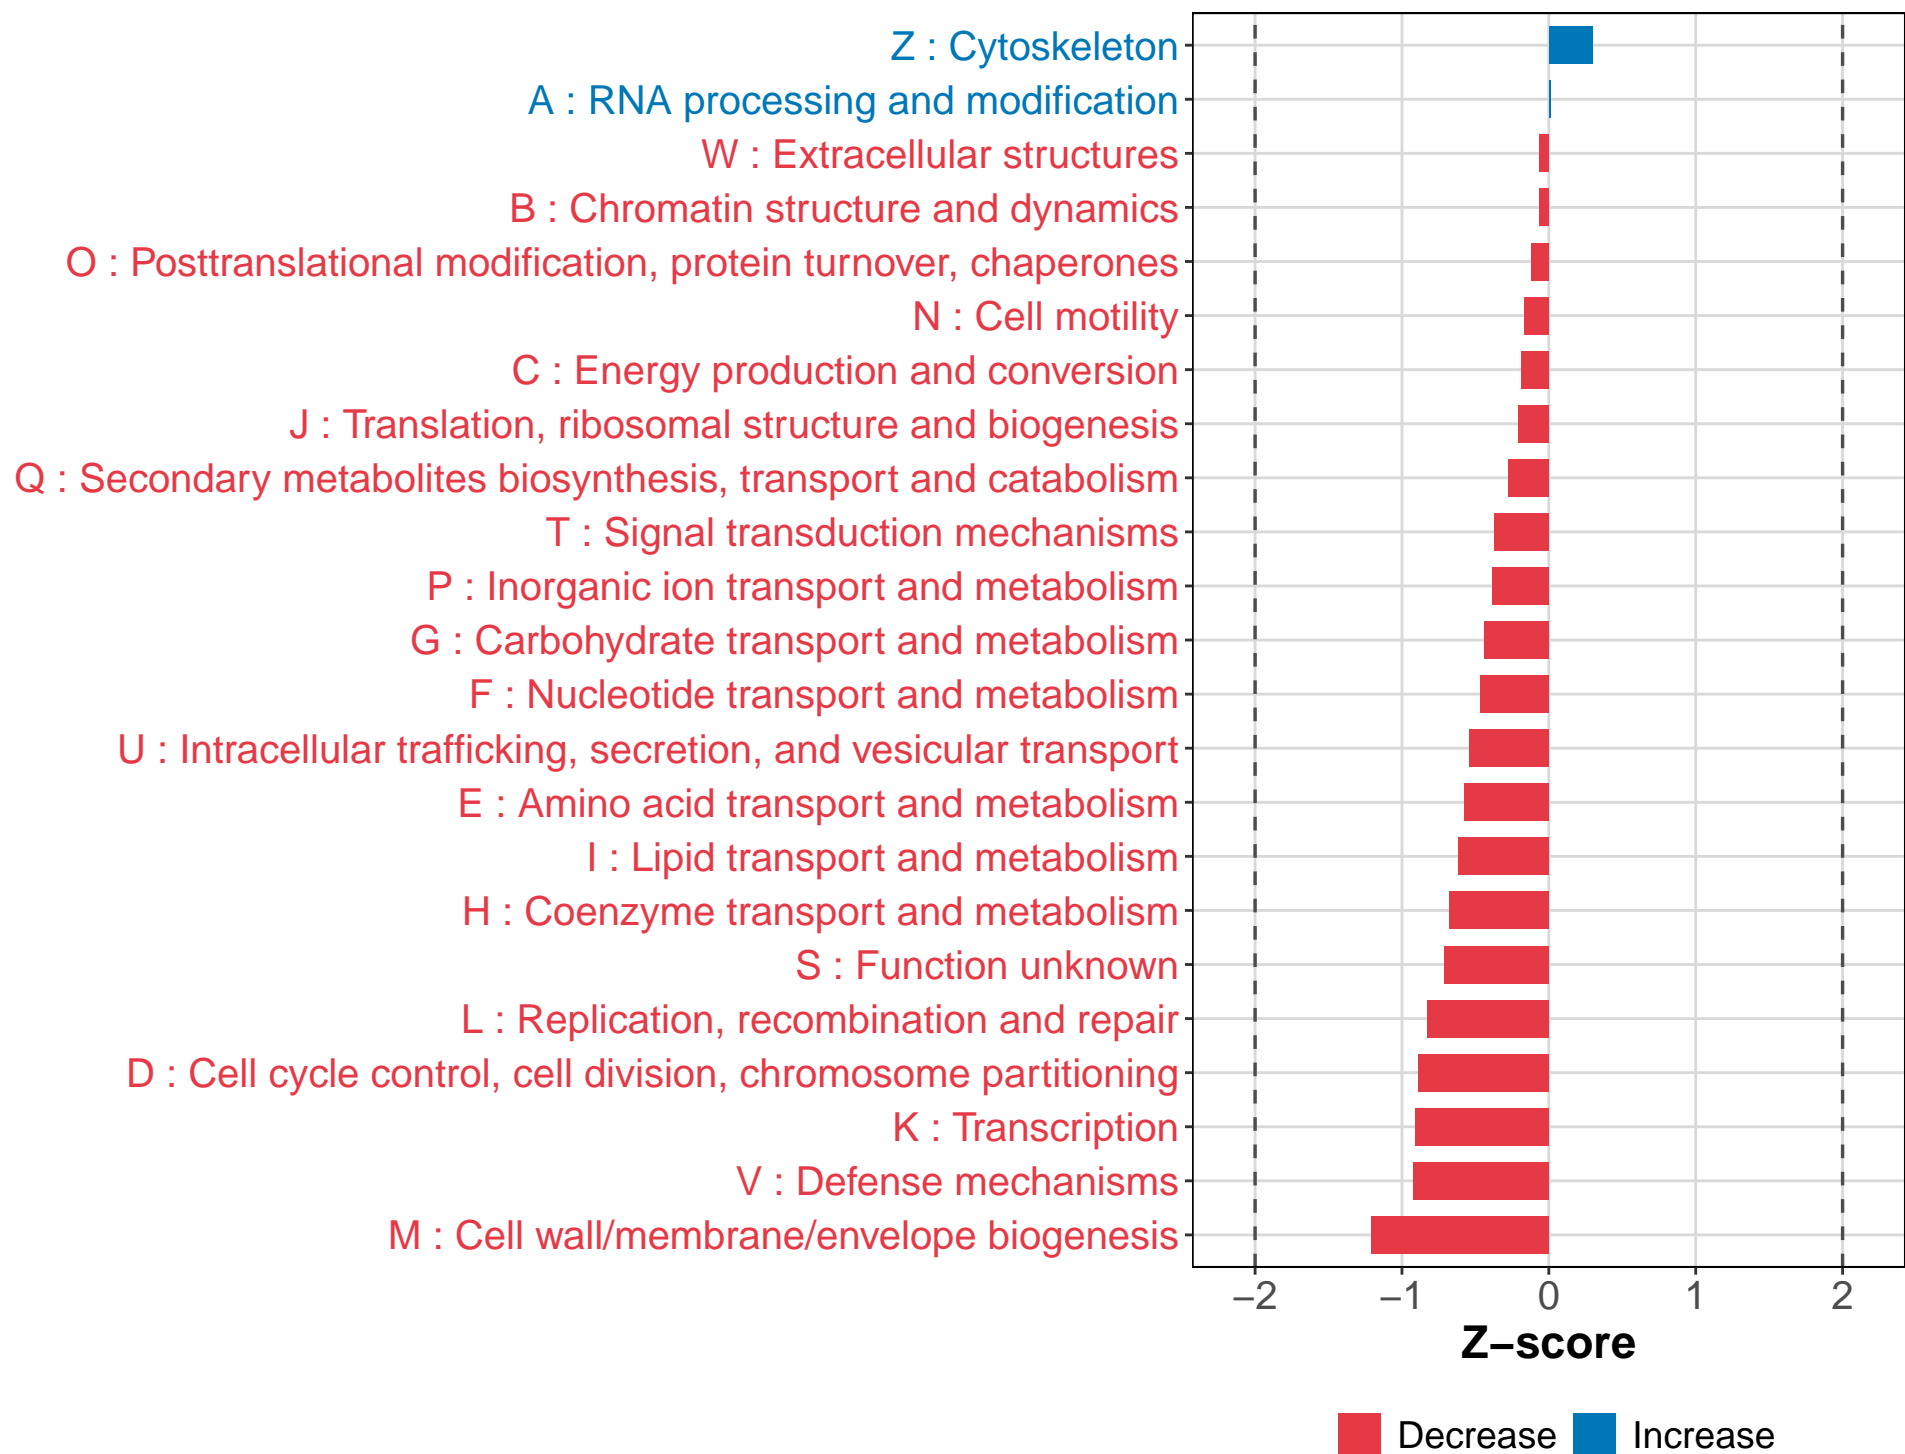 Z : Cytoskeleton
A : RNA processing and modification
W : Extracellular structures
B : Chromatin structure and dynamics
O : Posttranslational modification, protein turnover, chaperones
N : Cell motility
C : Energy production and conversion
J : Translation, ribosomal structure and biogenesis
Q : Secondary metabolites biosynthesis, transport and catabolism
T : Signal transduction mechanisms
P : Inorganic ion transport and metabolism
G : Carbohydrate transport and metabolism
F : Nucleotide transport and metabolism
U : Intracellular trafficking, secretion, and vesicular transport
E : Amino acid transport and metabolism
I : Lipid transport and metabolism
H : Coenzyme transport and metabolism
S : Function unknown
L : Replication, recombination and repair
D : Cell cycle control, cell division, chromosome partitioning
K : Transcription
V : Defense mechanisms
M : Cell wall/membrane/envelope biogenesis
−2 −1 0 1 2
Z−score
Decrease Increase